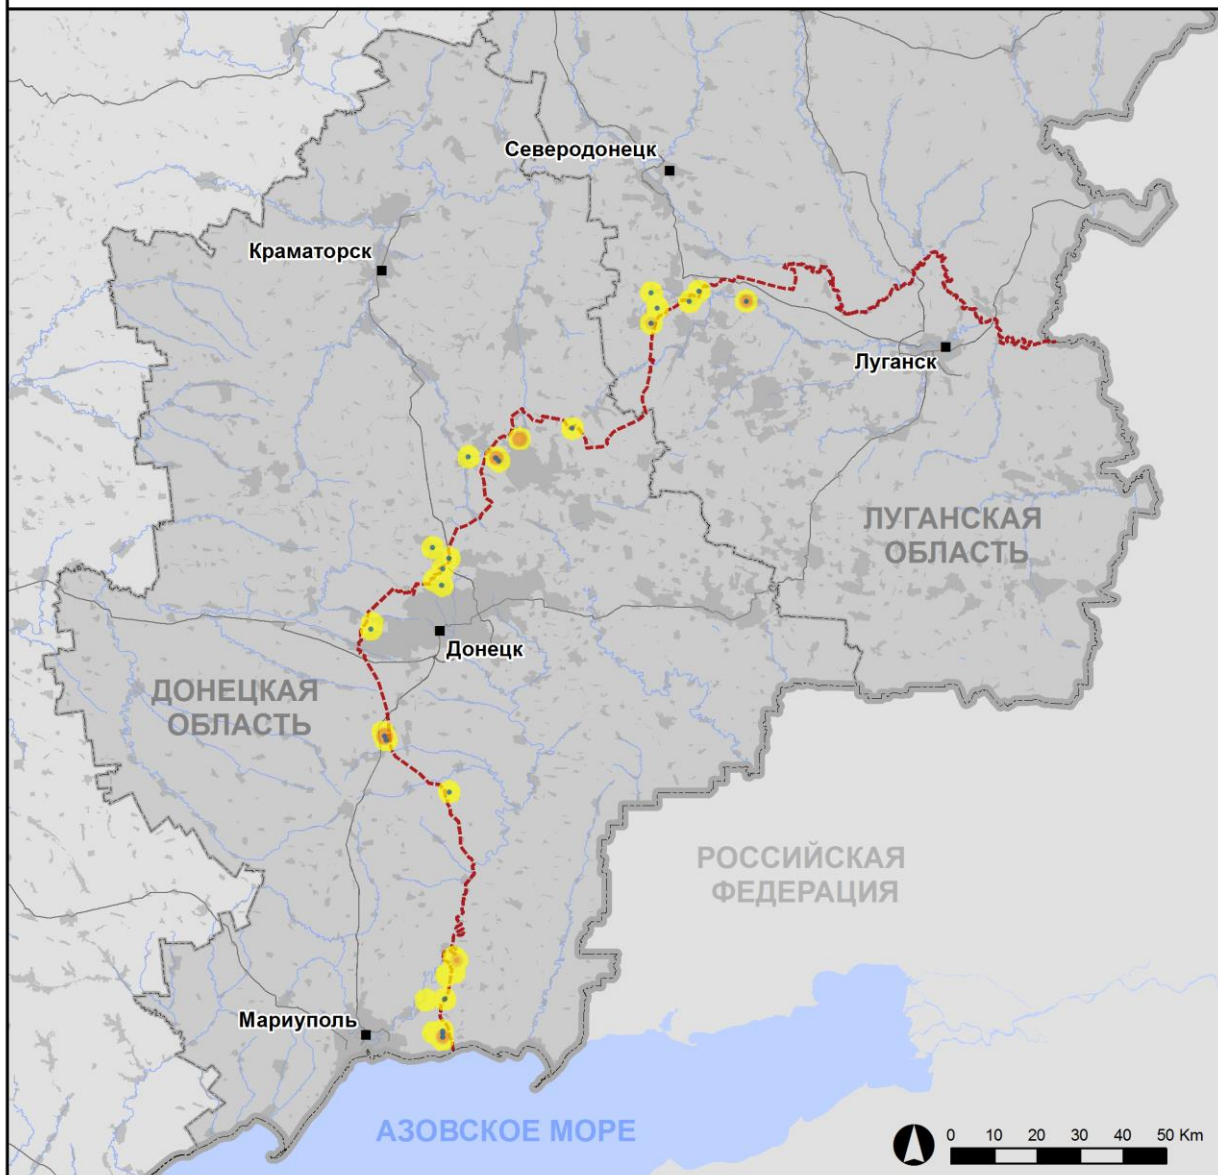 Северодонецк
Краматорск
Луганск
ЛУГАНСКАЯ
ОБЛАСТЬ
Донецк
ДОНЕЦКАЯ
ОБЛАСТЬ
РОССИЙСКАЯ
ФЕДЕРАЦИЯ
Мариуполь
АЗОВСКОЕ МОРЕ
0 10 20 30 40 50 Km